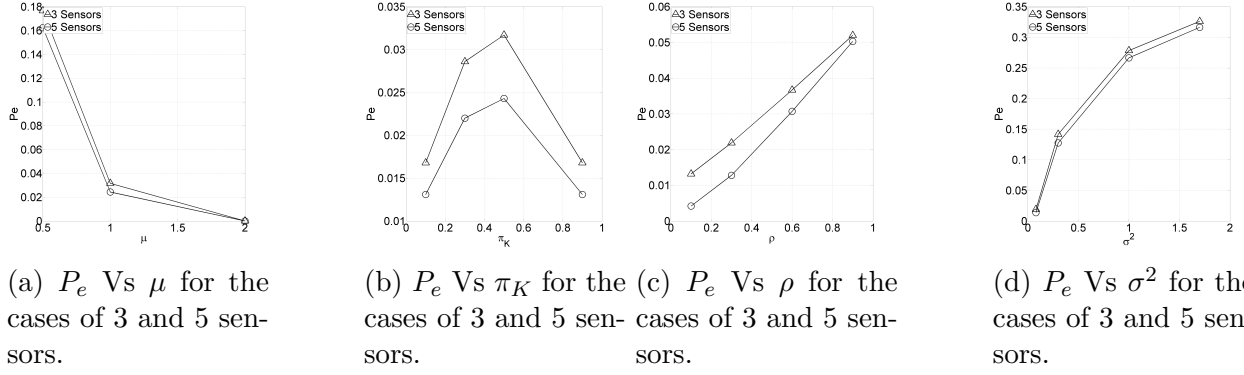 0.18
0.16
0.14
0.12
0.1
0.08
0.06
0.04
0.02
0
0.5
1
1.5
2
Pe
μ
3 Sensors
5 Sensors
(a) Pe Vs μ for the
cases of 3 and 5 sen-
sors.
0.035
0.03
0.025
0.02
0.015
0.01
0
0.2
0.4
0.6
0.8
1
Pe
π_K
3 Sensors
5 Sensors
(b) Pe Vs π_K for the
cases of 3 and 5 sen-
sors.
0.06
0.05
0.04
0.03
0.02
0.01
0
0
0.2
0.4
0.6
0.8
1
Pe
ρ
3 Sensors
5 Sensors
(c) Pe Vs ρ for the
cases of 3 and 5 sen-
sors.
0.35
0.3
0.25
0.2
0.15
0.1
0.05
0
0
0.5
1
1.5
2
Pe
σ²
3 Sensors
5 Sensors
(d) Pe Vs σ² for the
cases of 3 and 5 sen-
sors.